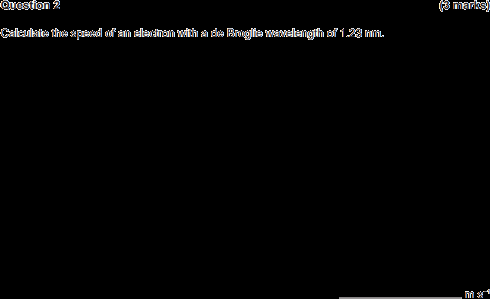 Question 2 (3 marks)
Calculate the speed of an electron with a de Broglie wavelength of 1.23 nm.
m s⁻¹